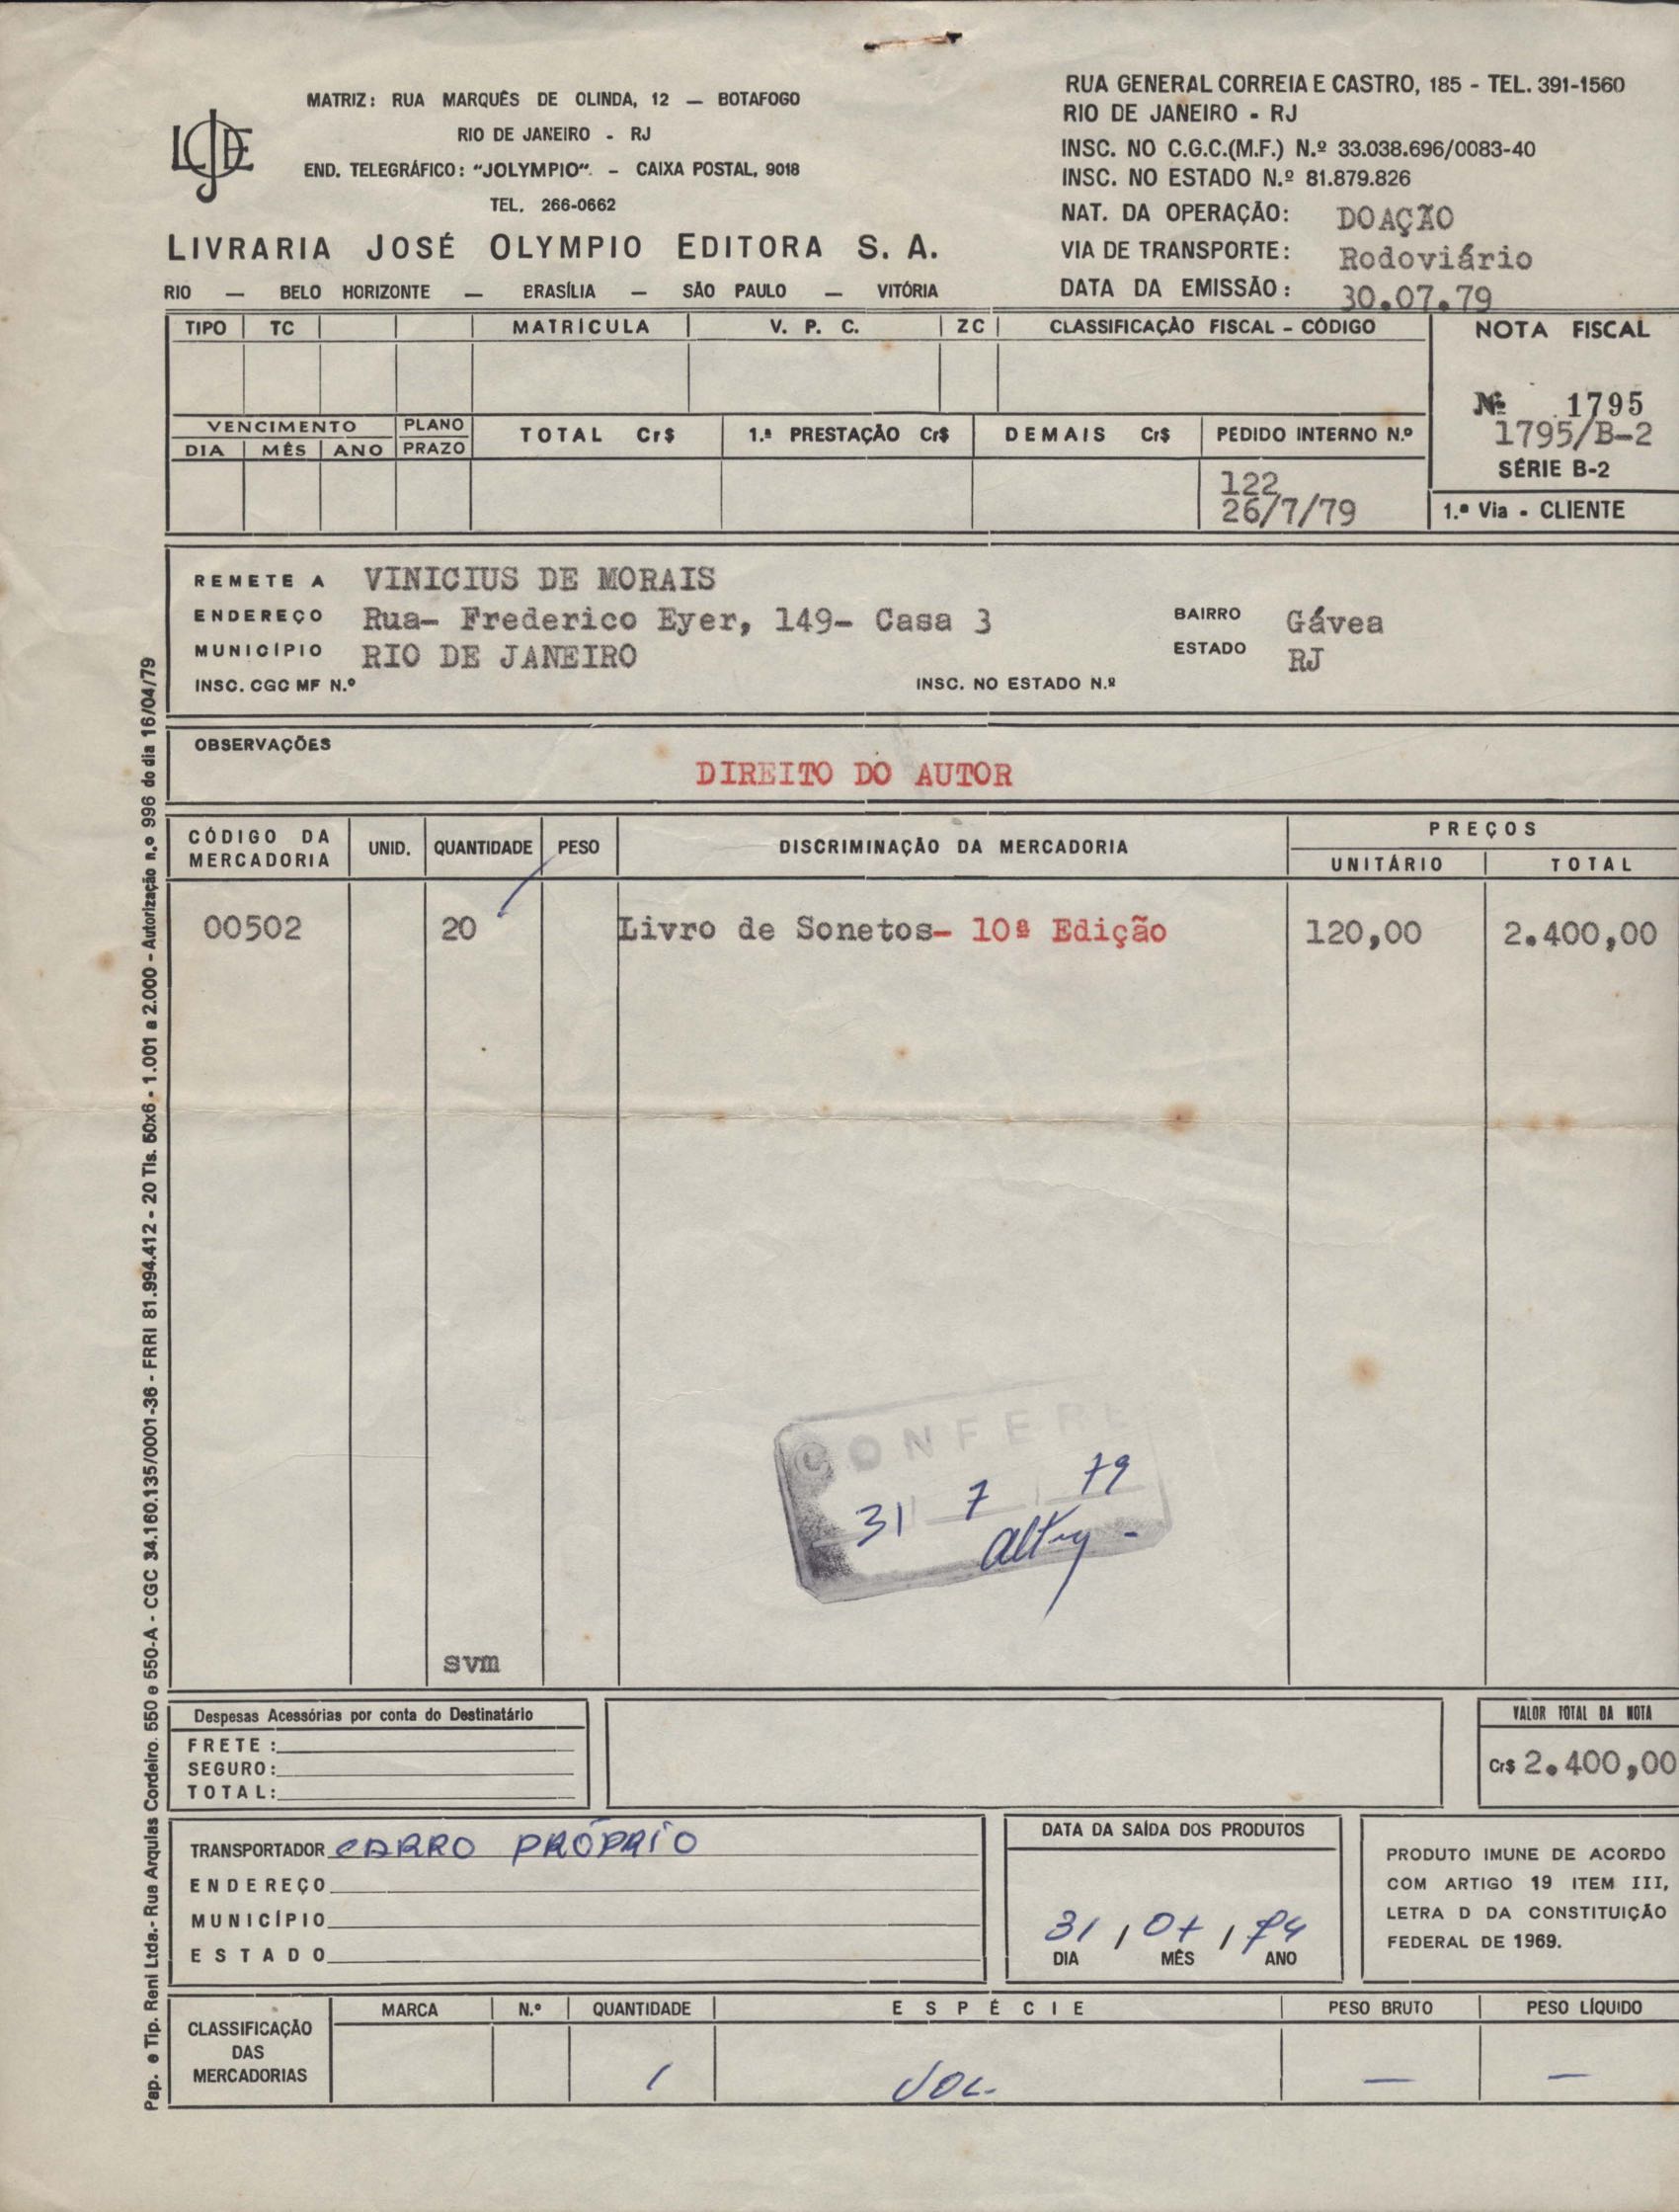 LJOE
MATRIZ: RUA MARQUÊS DE OLINDA, 12 — BOTAFOGO
RIO DE JANEIRO - RJ
END. TELEGRÁFICO: "JOLYMPIO". - CAIXA POSTAL, 9018
TEL. 266-0662
LIVRARIA JOSÉ OLYMPIO EDITORA S. A.
RIO — BELO HORIZONTE — BRASÍLIA — SÃO PAULO — VITÓRIA
RUA GENERAL CORREIA E CASTRO, 185 - TEL. 391-1560
RIO DE JANEIRO - RJ
INSC. NO C.G.C.(M.F.) N.º 33.038.696/0083-40
INSC. NO ESTADO N.º 81.879.826
NAT. DA OPERAÇÃO: DOAÇÃO
VIA DE TRANSPORTE: Rodoviário
DATA DA EMISSÃO: 30.07.79
TIPO TC MATRÍCULA V. P. C. ZC CLASSIFICAÇÃO FISCAL - CÓDIGO
NOTA FISCAL
Nº 1795
1795/B-2
SÉRIE B-2
1.ª Via - CLIENTE
VENCIMENTO PLANO TOTAL Cr$ 1.ª PRESTAÇÃO Cr$ DEMAIS Cr$ PEDIDO INTERNO N.º
DIA MÊS ANO PRAZO
122
26/7/79
REMETE A VINICIUS DE MORAIS
ENDEREÇO Rua- Frederico Eyer, 149- Casa 3 BAIRRO Gávea
MUNICÍPIO RIO DE JANEIRO ESTADO RJ
INSC. CGC MF N.º INSC. NO ESTADO N.º
OBSERVAÇÕES
DIREITO DO AUTOR
CÓDIGO DA MERCADORIA UNID. QUANTIDADE PESO DISCRIMINAÇÃO DA MERCADORIA PREÇOS
UNITÁRIO TOTAL
00502 20 Livro de Sonetos- 10ª Edição 120,00 2.400,00
CONFERE
31 7 79
svm
Despesas Acessórias por conta do Destinatário
FRETE:
SEGURO:
TOTAL:
VALOR TOTAL DA NOTA
Cr$ 2.400,00
TRANSPORTADOR CARRO PRÓPRIO
ENDEREÇO
MUNICÍPIO
ESTADO
DATA DA SAÍDA DOS PRODUTOS
31 / 07 / 79
DIA MÊS ANO
PRODUTO IMUNE DE ACORDO
COM ARTIGO 19 ITEM III,
LETRA D DA CONSTITUIÇÃO
FEDERAL DE 1969.
CLASSIFICAÇÃO
DAS
MERCADORIAS
MARCA N.º QUANTIDADE ESPÉCIE PESO BRUTO PESO LÍQUIDO
1 VOL. — —
Pap. e Tip. Reni Ltda.- Rua Arquias Cordeiro. 550 e 550-A - CGC 34.160.135/0001-36 - FRRI 81.994.412 - 20 Tls. 50x6 - 1.001 a 2.000 - Autorização n.º 996 do dia 16/04/79